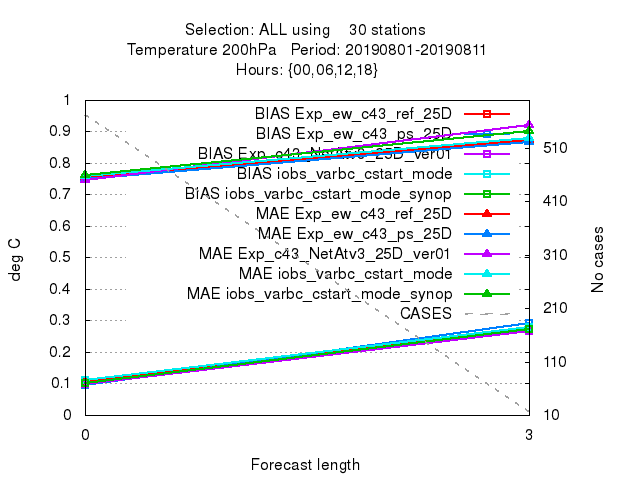 Selection: ALL using 30 stations
Temperature 200hPa Period: 20190801-20190811
Hours: {00,06,12,18}
1
0.9
0.8
0.7
0.6
0.5
0.4
0.3
0.2
0.1
0
deg C
BIAS Exp_ew_c43_ref_25D
BIAS Exp_ew_c43_ps_25D
BIAS Exp_c43_NetAtv3_25D_ver01
BIAS iobs_varbc_cstart_mode
BIAS iobs_varbc_cstart_mode_synop
MAE Exp_ew_c43_ref_25D
MAE Exp_ew_c43_ps_25D
MAE Exp_c43_NetAtv3_25D_ver01
MAE iobs_varbc_cstart_mode
MAE iobs_varbc_cstart_mode_synop
CASES
510
410
310
210
110
10
No cases
0 3
Forecast length